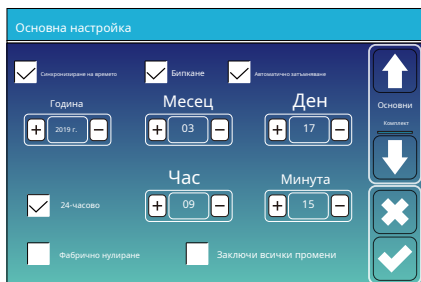 Основна настройка
Синхронизиране на времето
Бипкане
Автоматично затъмняване
Година
Месец
Ден
Основни
Комплект
+ 2019 г. −
+ 03 −
+ 17 −
Час
Минута
24-часово
+ 09 −
+ 15 −
Фабрично нулиране
Заключи всички промени